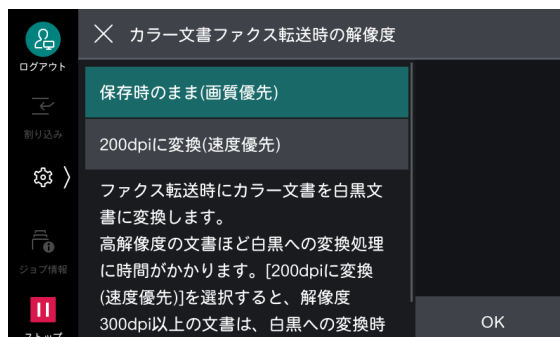 カラー文書ファクス転送時の解像度
ログアウト
保存時のまま(画質優先)
割り込み
200dpiに変換(速度優先)
ファクス転送時にカラー文書を白黒文
書に変換します。
高解像度の文書ほど白黒への変換処理
に時間がかかります。[200dpiに変換
(速度優先)]を選択すると、解像度
300dpi以上の文書は、白黒への変換時
ジョブ情報
ストップ
OK